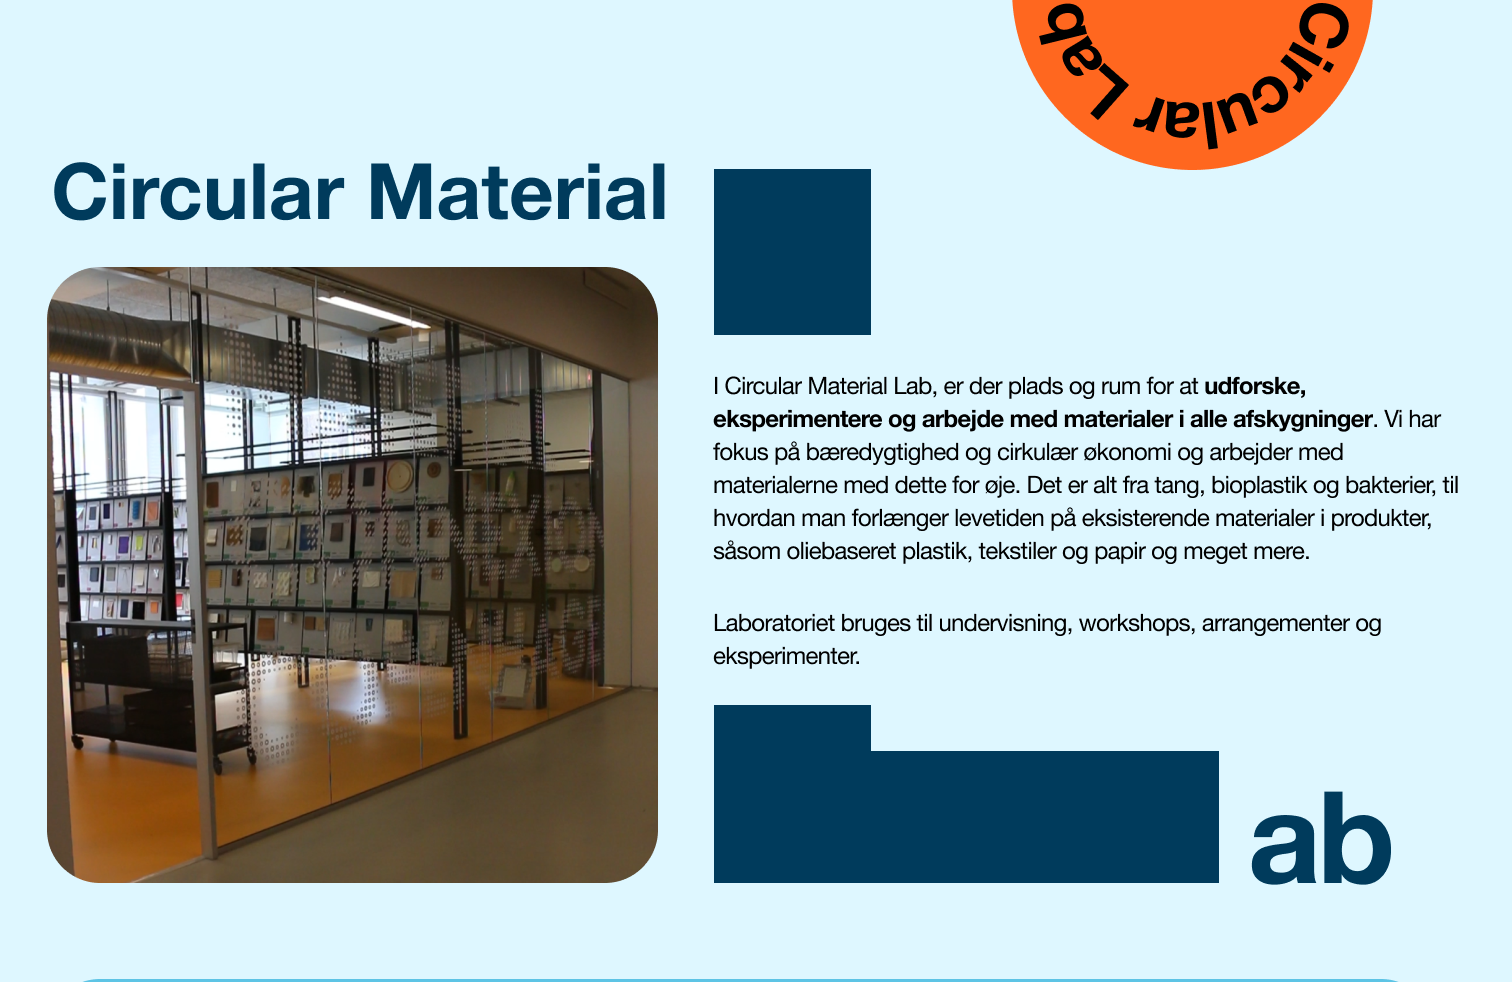 Circular Lab
Circular Material
I Circular Material Lab, er der plads og rum for at udforske,
eksperimentere og arbejde med materialer i alle afskygninger. Vi har
fokus på bæredygtighed og cirkulær økonomi og arbejder med
materialerne med dette for øje. Det er alt fra tang, bioplastik og bakterier, til
hvordan man forlænger levetiden på eksisterende materialer i produkter,
såsom oliebaseret plastik, tekstiler og papir og meget mere.
Laboratoriet bruges til undervisning, workshops, arrangementer og
eksperimenter.
ab